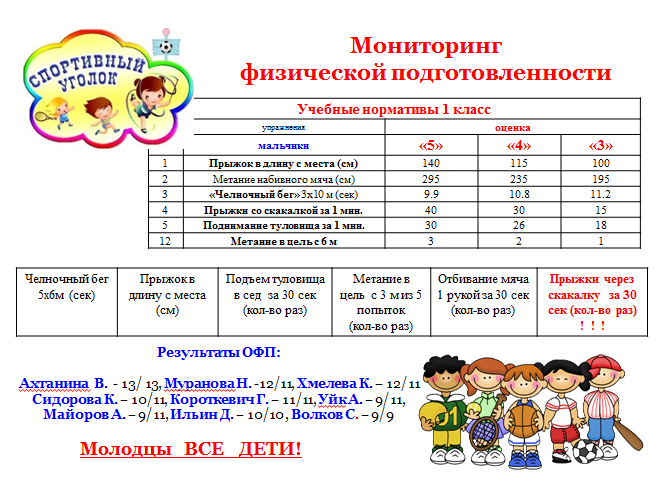 СПОРТИВНЫЙ
УГОЛОК
Мониторинг
физической подготовленности
Учебные нормативы 1 класс
упражнения оценка
мальчики «5» «4» «3»
1 Прыжок в длину с места (см) 140 115 100
2 Метание набивного мяча (см) 295 235 195
3 «Челночный бег» 3х10 м (сек) 9.9 10.8 11.2
4 Прыжки со скакалкой за 1 мин. 40 30 15
5 Поднимание туловища за 1 мин. 30 26 18
12 Метание в цель с 6 м 3 2 1
Челночный бег
5х6м (сек)
Прыжок в
длину с места
(см)
Подъем туловища
в сед за 30 сек
(кол-во раз)
Метание в
цель с 3 м из 5
попыток
(кол-во раз)
Отбивание мяча
1 рукой за 30 сек
(кол-во раз)
Прыжки через
скакалку за 30
сек (кол-во раз)
! ! !
Результаты ОФП:
Ахтанина В. - 13/ 13, Муранова Н. -12/11, Хмелева К. – 12/11
Сидорова К. – 10/11, Короткевич Г. – 11/11, Уйк А. – 9/11,
Майоров А. – 9/11, Ильин Д. – 10/10 , Волков С. – 9/9
Молодцы ВСЕ ДЕТИ!